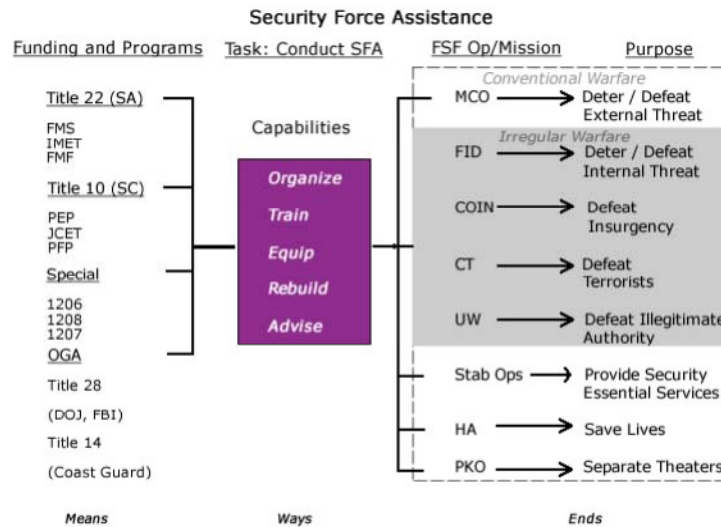 Security Force Assistance
Funding and Programs
Task: Conduct SFA
FSF Op/Mission
Purpose
Title 22 (SA)
FMS
IMET
FMF
Title 10 (SC)
PEP
JCET
PFP
Special
1206
1208
1207
OGA
Title 28
(DOJ, FBI)
Title 14
(Coast Guard)
Means
Capabilities
Organize
Train
Equip
Rebuild
Advise
Ways
Conventional Warfare
MCO
Deter / Defeat
External Threat
Irregular Warfare
FID
Deter / Defeat
Internal Threat
COIN
Defeat
Insurgency
CT
Defeat
Terrorists
UW
Defeat Illegitimate
Authority
Stab Ops
Provide Security
Essential Services
HA
Save Lives
PKO
Separate Theaters
Ends